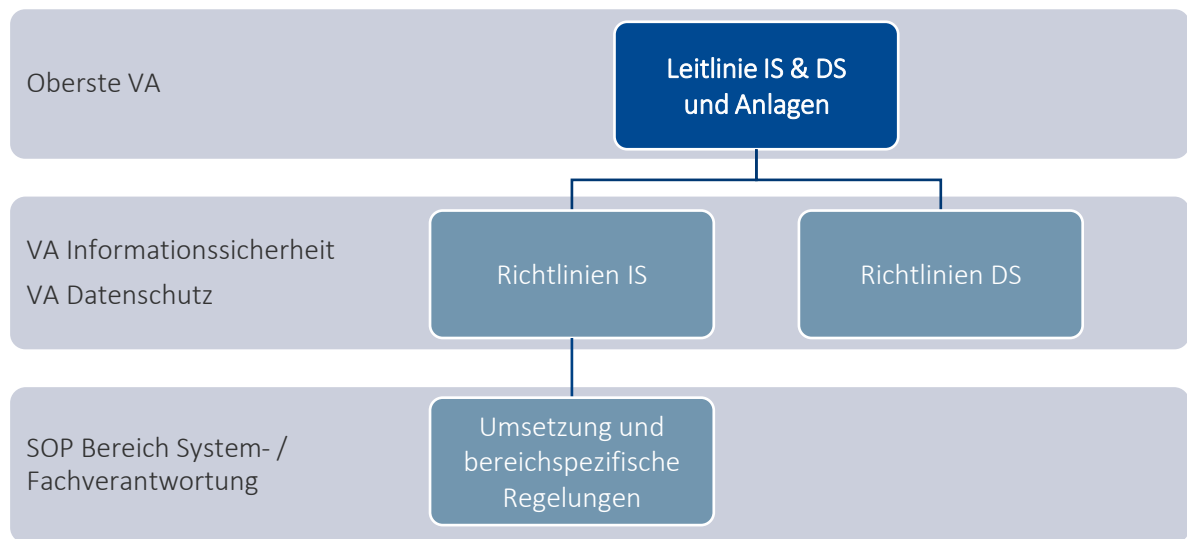 Oberste VA
Leitlinie IS & DS
und Anlagen
VA Informationssicherheit
VA Datenschutz
Richtlinien IS
Richtlinien DS
SOP Bereich System- /
Fachverantwortung
Umsetzung und
bereichspezifische
Regelungen